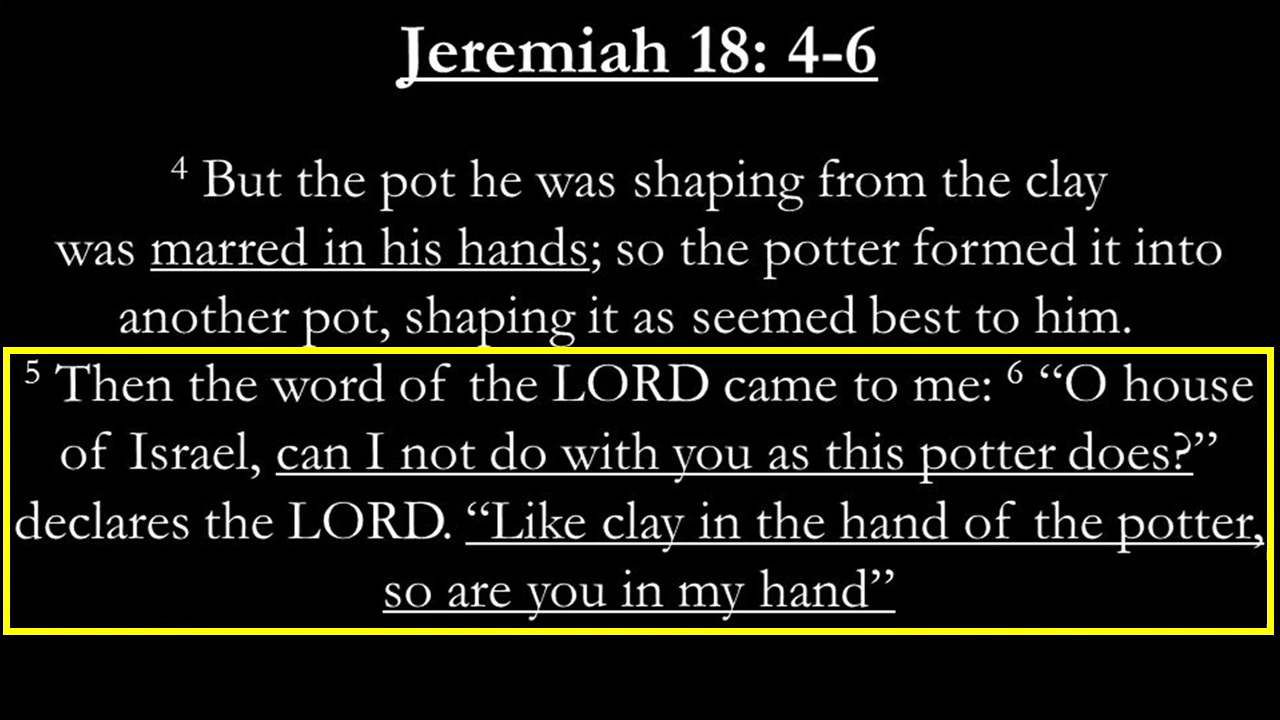 Jeremiah 18: 4-6
4 But the pot he was shaping from the clay
was marred in his hands; so the potter formed it into
another pot, shaping it as seemed best to him.
5 Then the word of the LORD came to me: 6 “O house
of Israel, can I not do with you as this potter does?”
declares the LORD. “Like clay in the hand of the potter,
so are you in my hand”